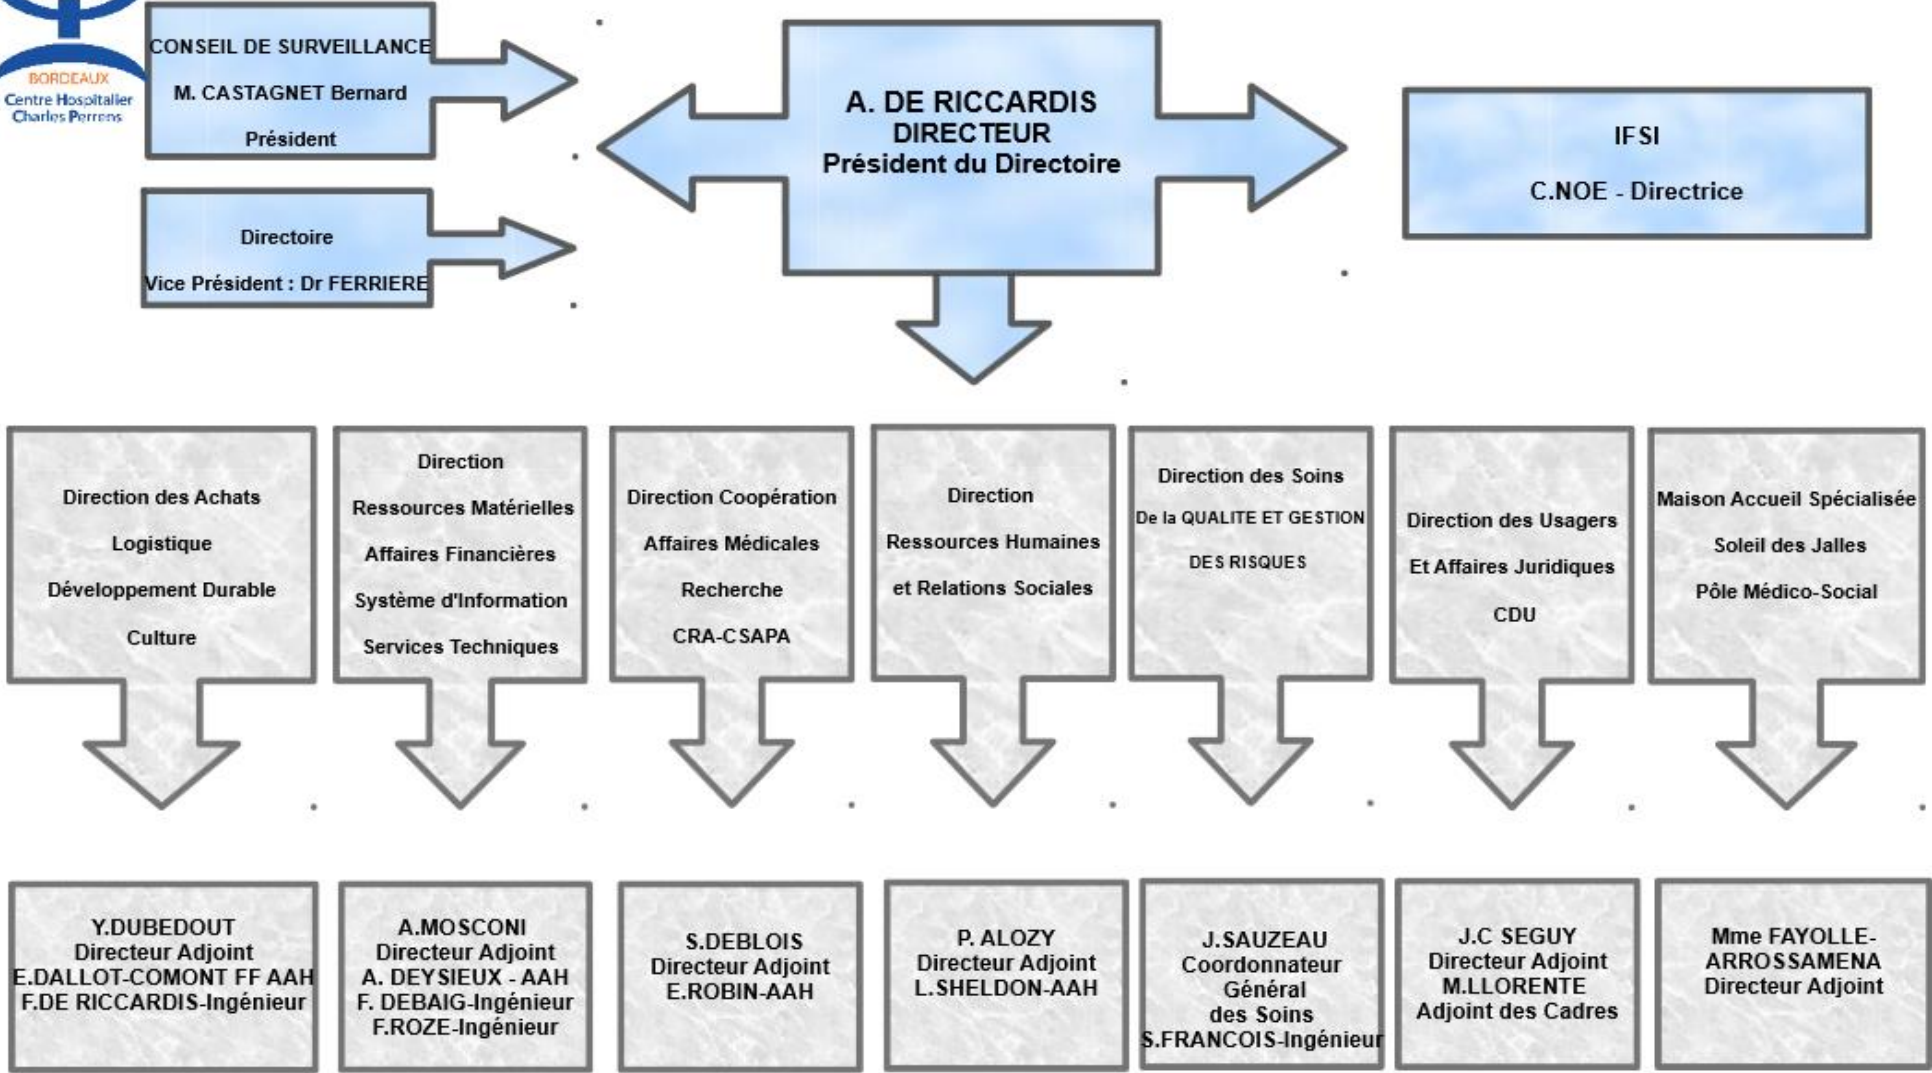 BORDEAUX
Centre Hospitalier
Charles Perrens
CONSEIL DE SURVEILLANCE
M. CASTAGNET Bernard
Président
Directoire
Vice Président : Dr FERRIERE
A. DE RICCARDIS
DIRECTEUR
Président du Directoire
IFSI
C.NOE - Directrice
Direction des Achats
Logistique
Développement Durable
Culture
Direction
Ressources Matérielles
Affaires Financières
Système d'Information
Services Techniques
Direction Coopération
Affaires Médicales
Recherche
CRA-CSAPA
Direction
Ressources Humaines
et Relations Sociales
Direction des Soins
De la QUALITE ET GESTION
DES RISQUES
Direction des Usagers
Et Affaires Juridiques
CDU
Maison Accueil Spécialisée
Soleil des Jalles
Pôle Médico-Social
Y.DUBEDOUT
Directeur Adjoint
E.DALLOT-COMONT FF AAH
F.DE RICCARDIS-Ingénieur
A.MOSCONI
Directeur Adjoint
A. DEYSIEUX - AAH
F. DEBAIG-Ingénieur
F.ROZE-Ingénieur
S.DEBLOIS
Directeur Adjoint
E.ROBIN-AAH
P. ALOZY
Directeur Adjoint
L.SHELDON-AAH
J.SAUZEAU
Coordonnateur
Général
des Soins
S.FRANCOIS-Ingénieur
J.C SEGUY
Directeur Adjoint
M.LLORENTE
Adjoint des Cadres
Mme FAYOLLE-
ARROSSAMENA
Directeur Adjoint